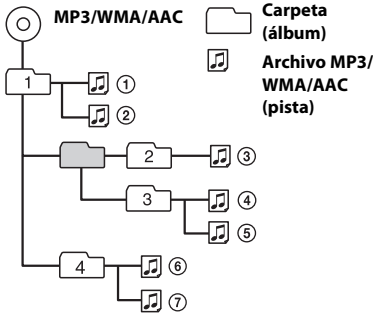 MP3/WMA/AAC
Carpeta
(álbum)
Archivo MP3/
WMA/AAC
(pista)
1
①
②
2
③
3
④
⑤
4
⑥
⑦